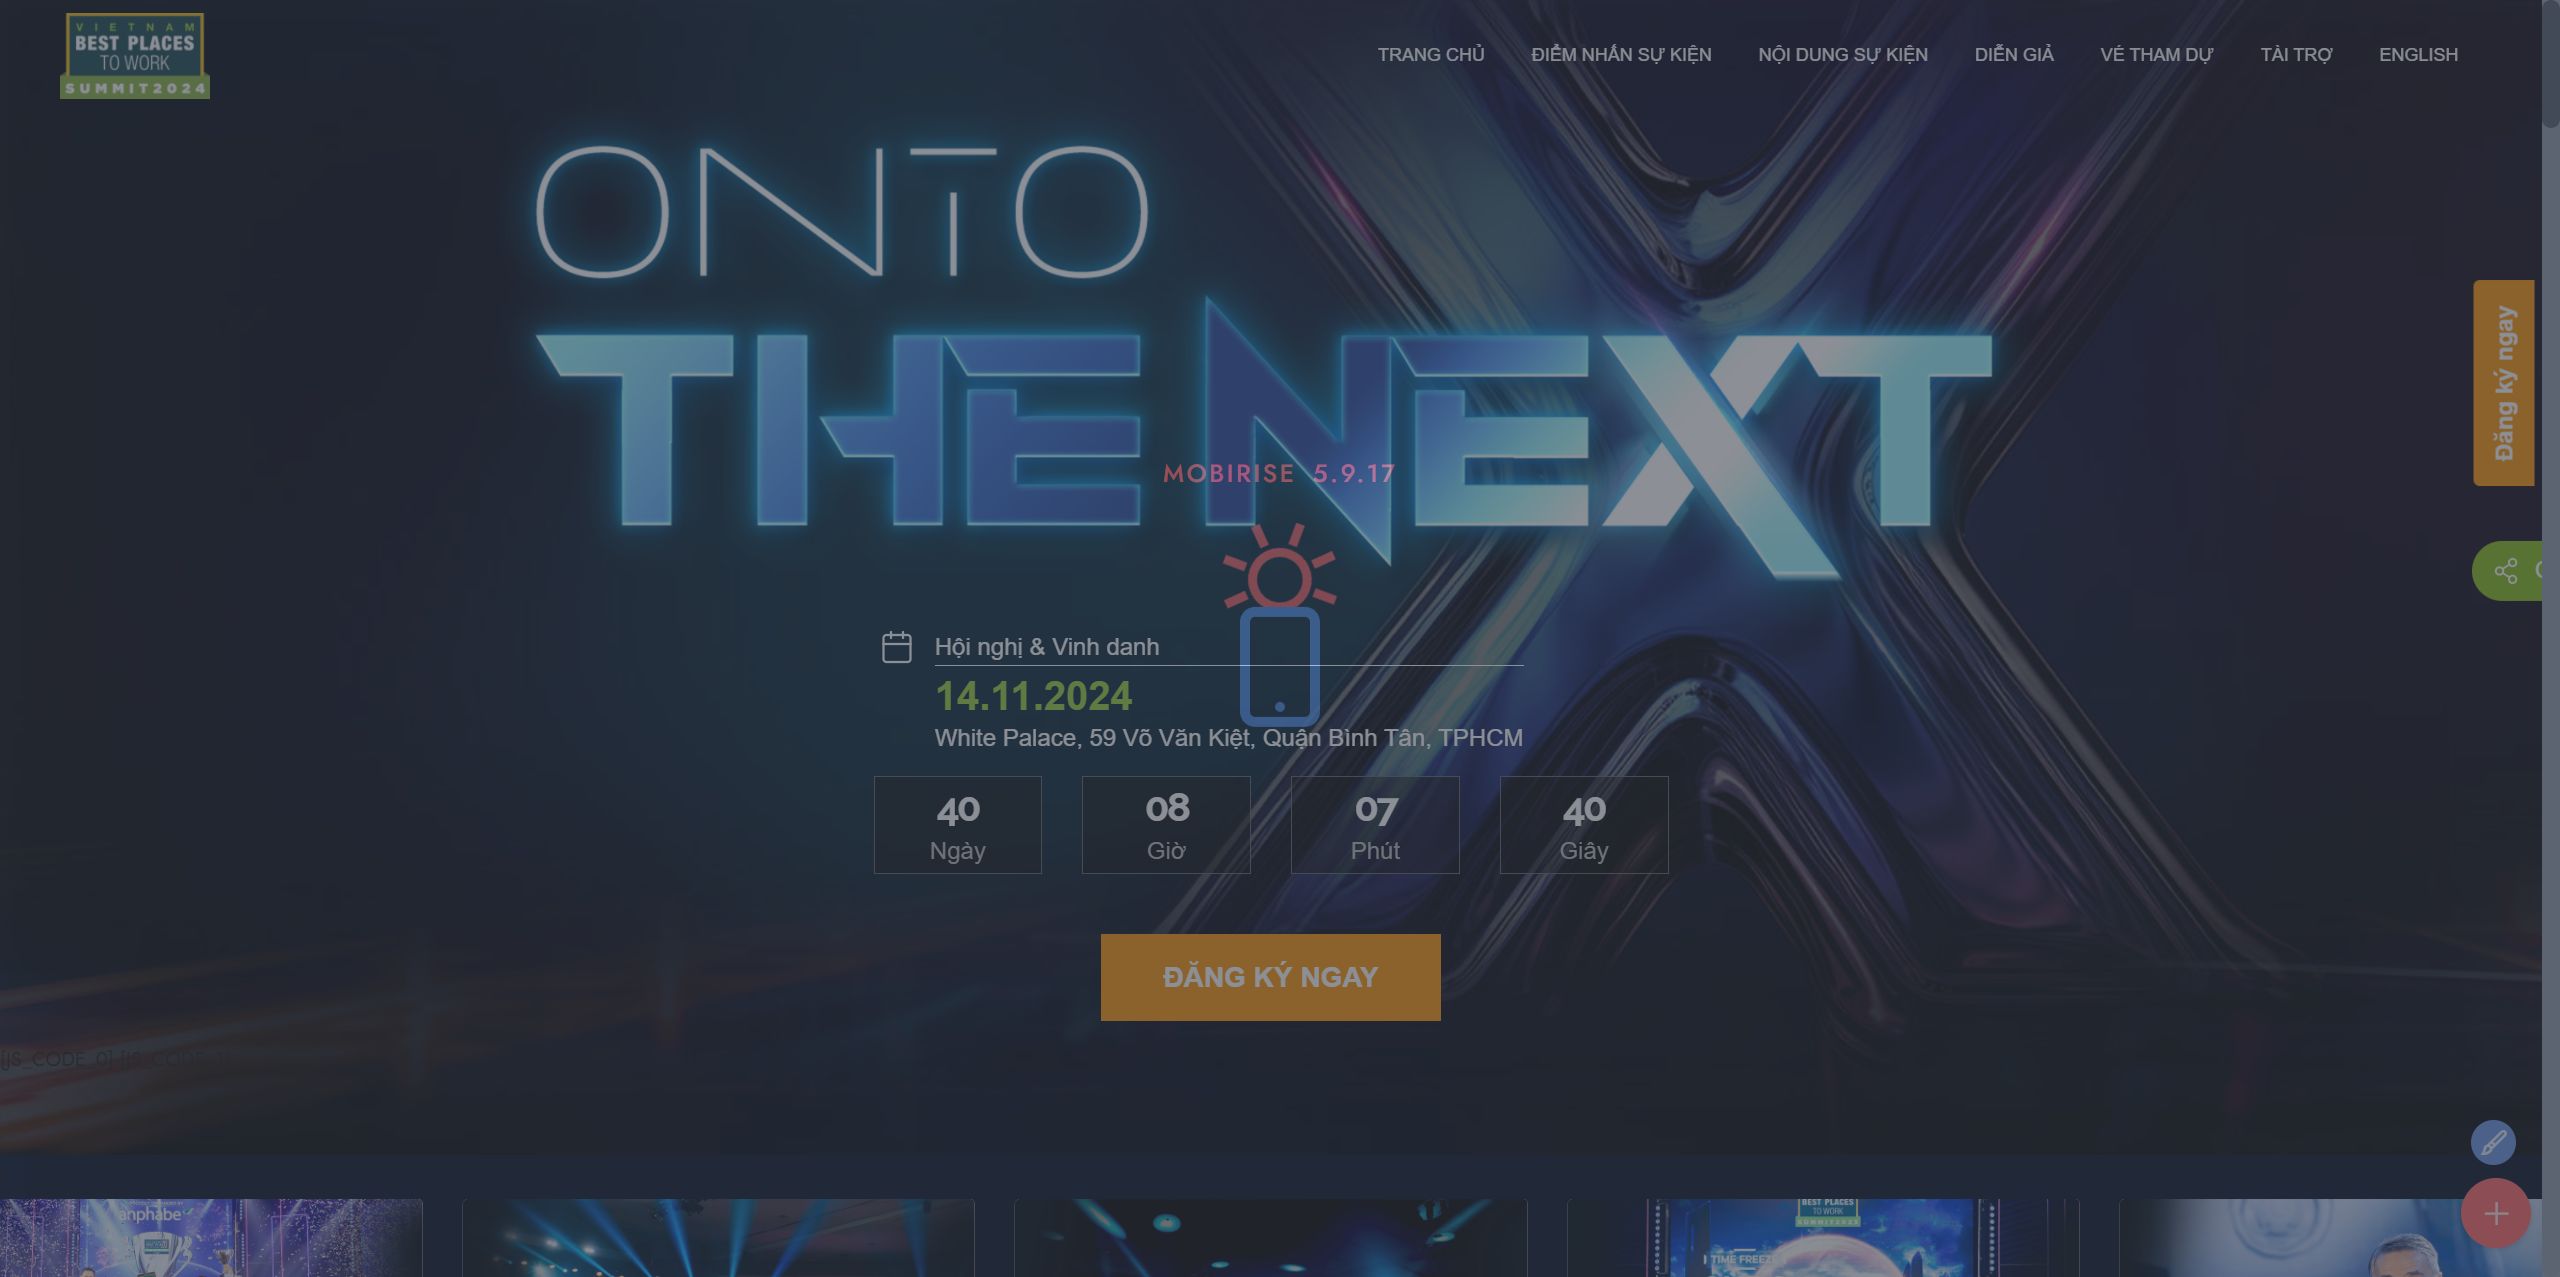 VIETNAM
BEST PLACES
TO WORK
SUMMIT2024
TRANG CHỦ
ĐIỂM NHẤN SỰ KIỆN
NỘI DUNG SỰ KIỆN
DIỄN GIẢ
VÉ THAM DỰ
TÀI TRỢ
ENGLISH
ONTO
THE NEXT
Đăng ký ngay
MOBIRISE 5.9.17
Hội nghị & Vinh danh
14.11.2024
White Palace, 59 Võ Văn Kiệt, Quận Bình Tân, TPHCM
40
Ngày
08
Giờ
07
Phút
40
Giây
ĐĂNG KÝ NGAY
[JS_CODE_0] [JS_CODE_1]
anphabe
BEST PLACES
TO WORK
SUMMIT2023
TIME FREEZE